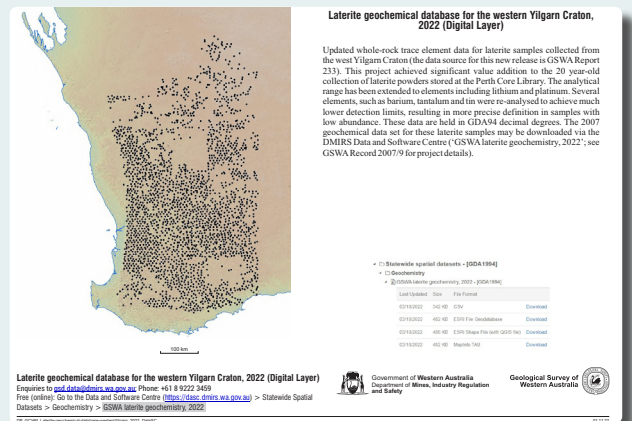 Laterite geochemical database for the western Yilgarn Craton,
2022 (Digital Layer)
Updated whole-rock trace element data for laterite samples collected from
the west Yilgarn Craton (the data source for this new release is GSWA Report
233). This project achieved significant value addition to the 20 year-old
collection of laterite powders stored at the Perth Core Library. The analytical
range has been extended to elements including lithium and platinum. Several
elements, such as barium, tantalum and tin were re-analysed to achieve much
lower detection limits, resulting in more precise definition in samples with
low abundance. These data are held in GDA94 decimal degrees. The 2007
geochemical data set for these laterite samples may be downloaded via the
DMIRS Data and Software Centre ('GSWA laterite geochemistry, 2022'; see
GSWA Record 2007/9 for project details).
Statewide spatial datasets - [GDA1994]
Geochemistry
GSWA laterite geochemistry, 2022 - [GDA1994]
Last Updated Size File Format
CSV Download
ESRI File Geodatabase Download
ESRI Shape File Download
MapInfo TAB Download
100 km
Laterite geochemical database for the western Yilgarn Craton, 2022 (Digital Layer)
Enquiries to gsd.data@dmirs.wa.gov.au; Phone: +61 8 9222 3459
Free (online): Go to the Data and Software Centre (https://dasc.dmirs.wa.gov.au) > Statewide Spatial
Datasets > Geochemistry > GSWA laterite geochemistry, 2022
Government of Western Australia
Department of Mines, Industry Regulation
and Safety
Geological Survey of
Western Australia